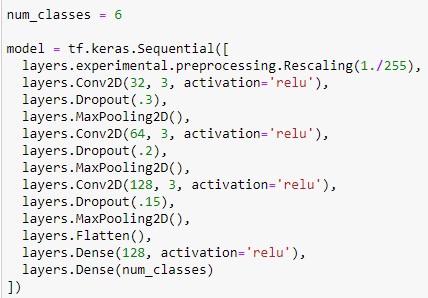 num_classes = 6
model = tf.keras.Sequential([
layers.experimental.preprocessing.Rescaling(1./255),
layers.Conv2D(32, 3, activation='relu'),
layers.Dropout(.3),
layers.MaxPooling2D(),
layers.Conv2D(64, 3, activation='relu'),
layers.Dropout(.2),
layers.MaxPooling2D(),
layers.Conv2D(128, 3, activation='relu'),
layers.Dropout(.15),
layers.MaxPooling2D(),
layers.Flatten(),
layers.Dense(128, activation='relu'),
layers.Dense(num_classes)
])